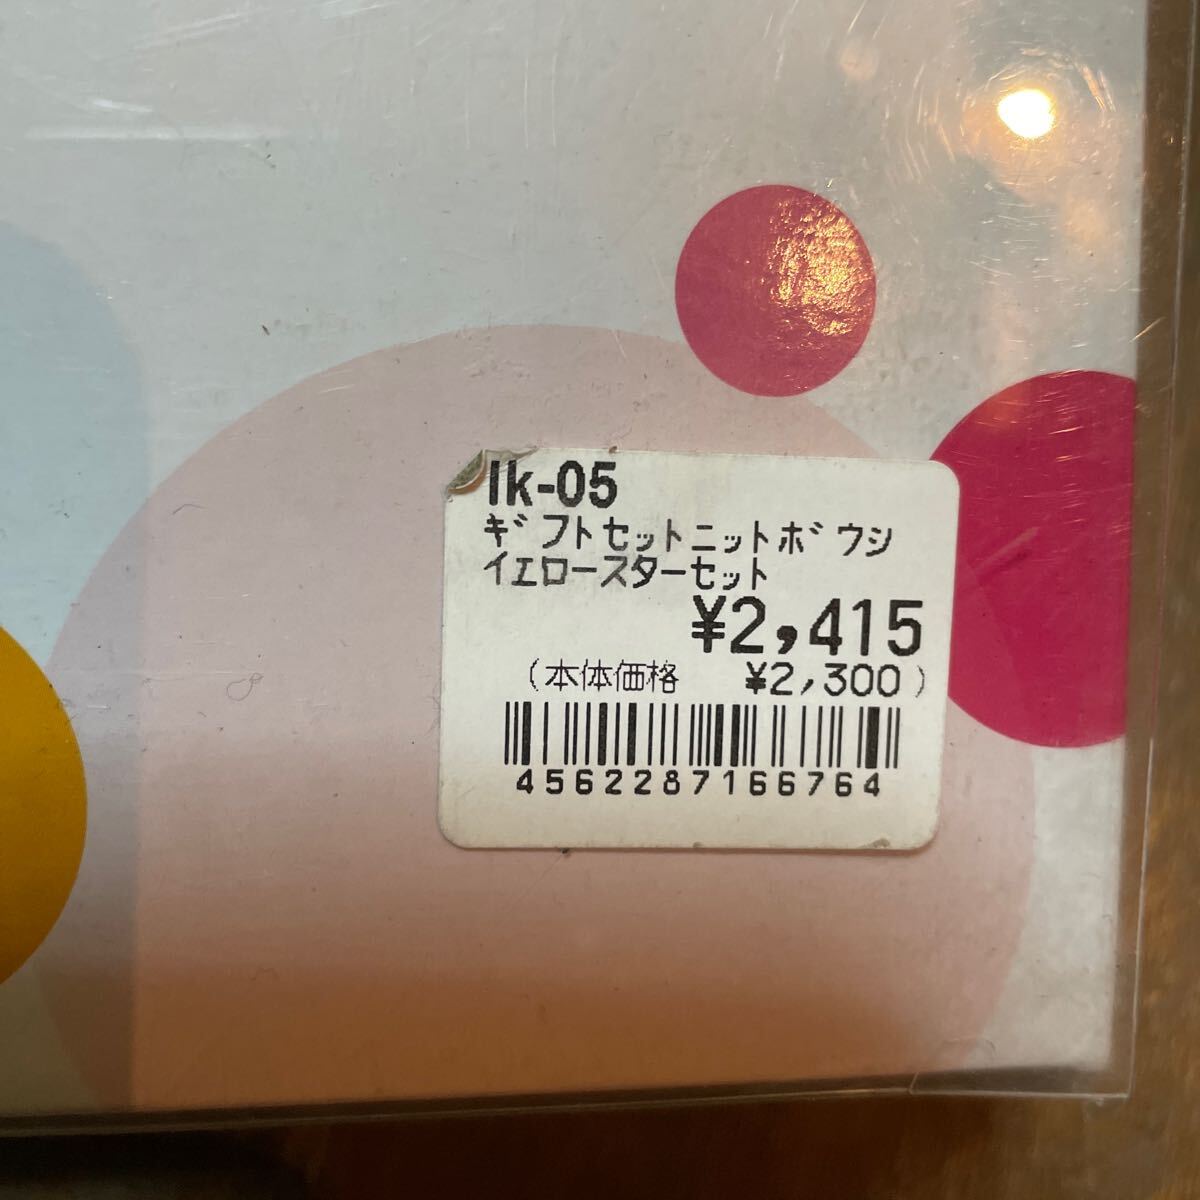 lk-05
ギフトセットニットボウシ
イエロースターセット
¥2,415
(本体価格 ¥2,300)
4562287166764